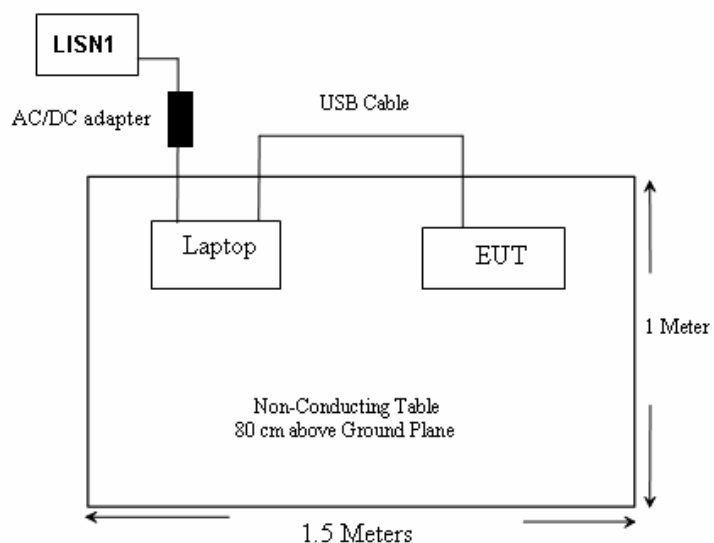 LISN1
AC/DC adapter
USB Cable
Laptop
EUT
1 Meter
Non-Conducting Table
80 cm above Ground Plane
1.5 Meters